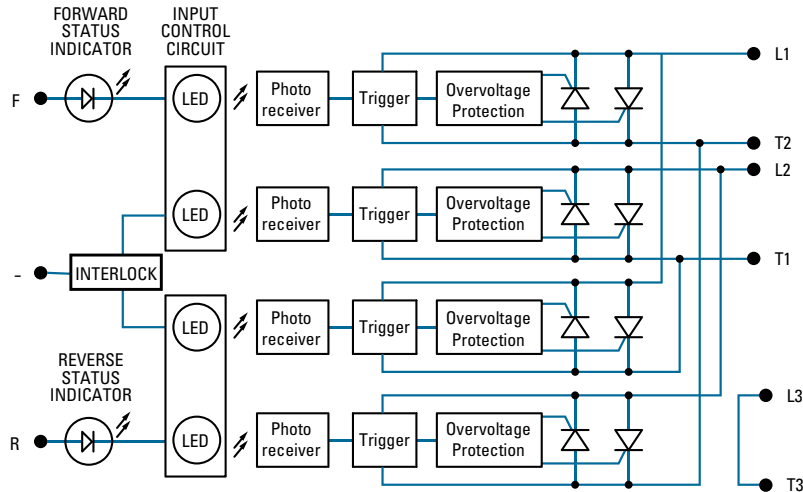 FORWARD
STATUS
INDICATOR
INPUT
CONTROL
CIRCUIT
F
LED
Photo
receiver
Trigger
Overvoltage
Protection
L1
T2
L2
LED
Photo
receiver
Trigger
Overvoltage
Protection
T1
-
INTERLOCK
LED
Photo
receiver
Trigger
Overvoltage
Protection
REVERSE
STATUS
INDICATOR
L3
R
LED
Photo
receiver
Trigger
Overvoltage
Protection
T3